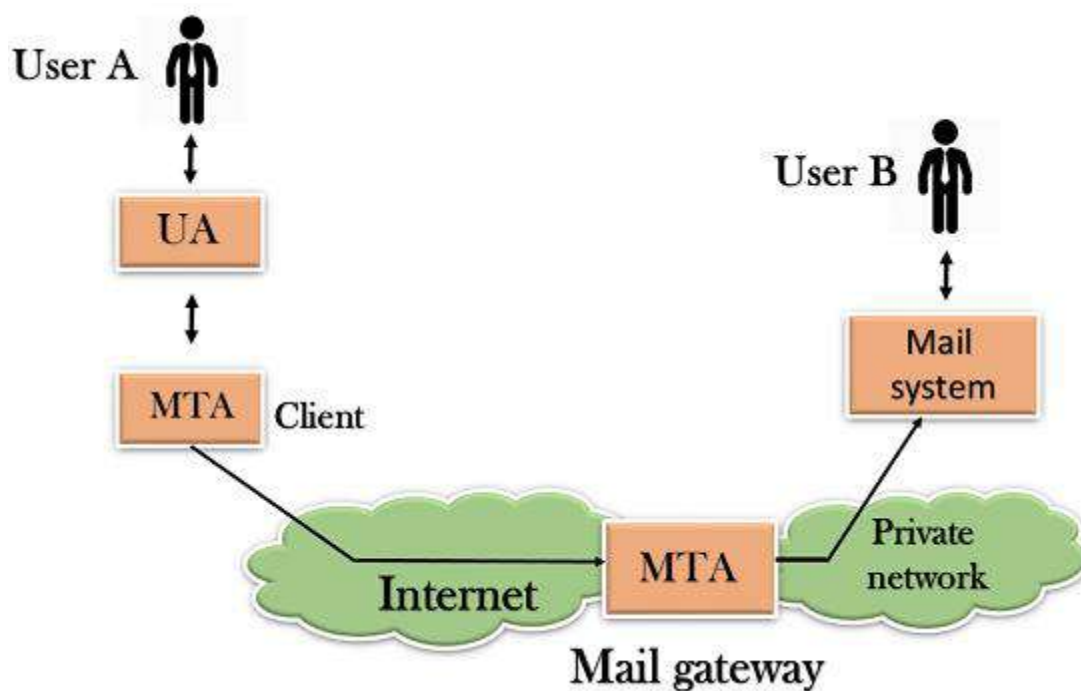 User A
UA
MTA
Client
User B
Mail
system
Internet
MTA
Private
network
Mail gateway